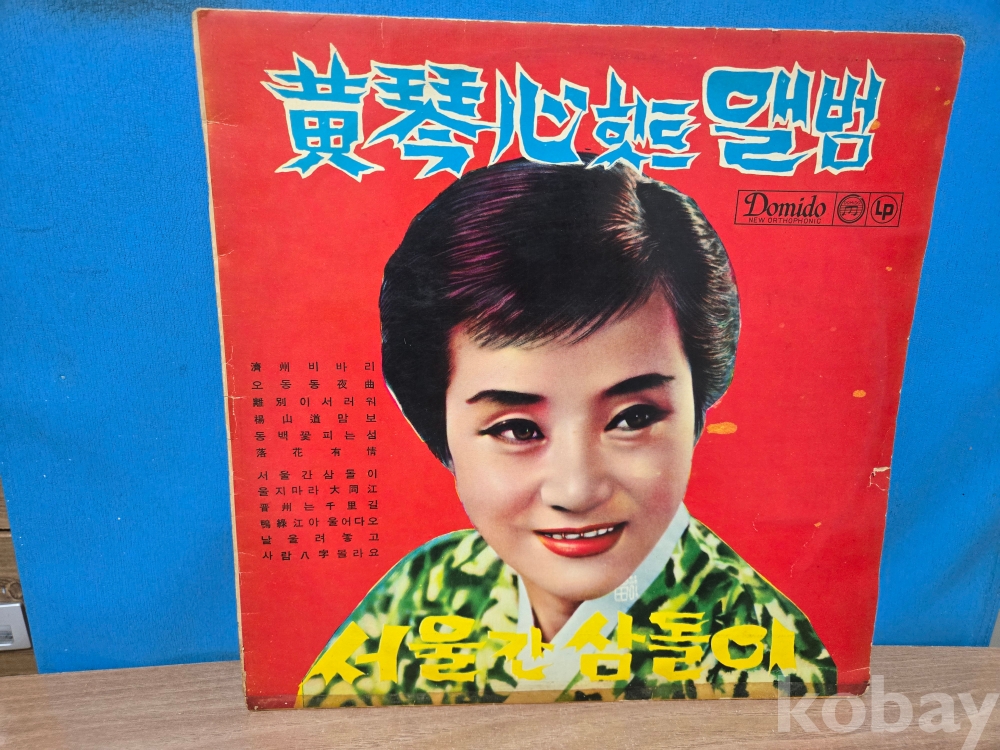 黄琴心힛트앨범
Domido
NEW ORTHOPHONIC
LP
濟州비바리
오동동夜曲
離別이서러워
楊山道맘보
동백꽃피는섬
落花有情
서울간삼돌이
울지마라大同江
晋州는千里길
鴨綠江아울어다오
날울려놓고
사람八字몰라요
서울간삼돌이
kobay